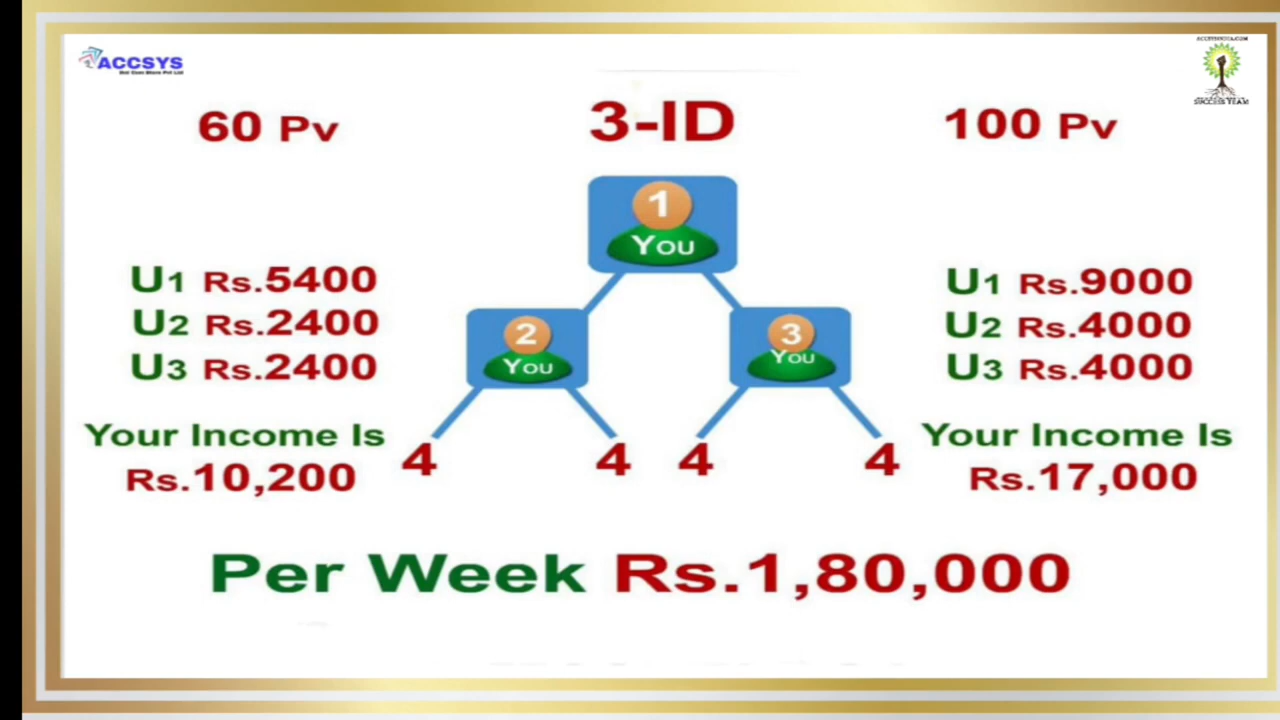 ACCSYS
3-ID
60 Pv
100 Pv
1
You
2
You
3
You
U1 Rs.5400
U2 Rs.2400
U3 Rs.2400
Your Income Is
Rs.10,200
4 4 4 4
U1 Rs.9000
U2 Rs.4000
U3 Rs.4000
Your Income Is
Rs.17,000
Per Week Rs.1,80,000
SUCCESS TEAM